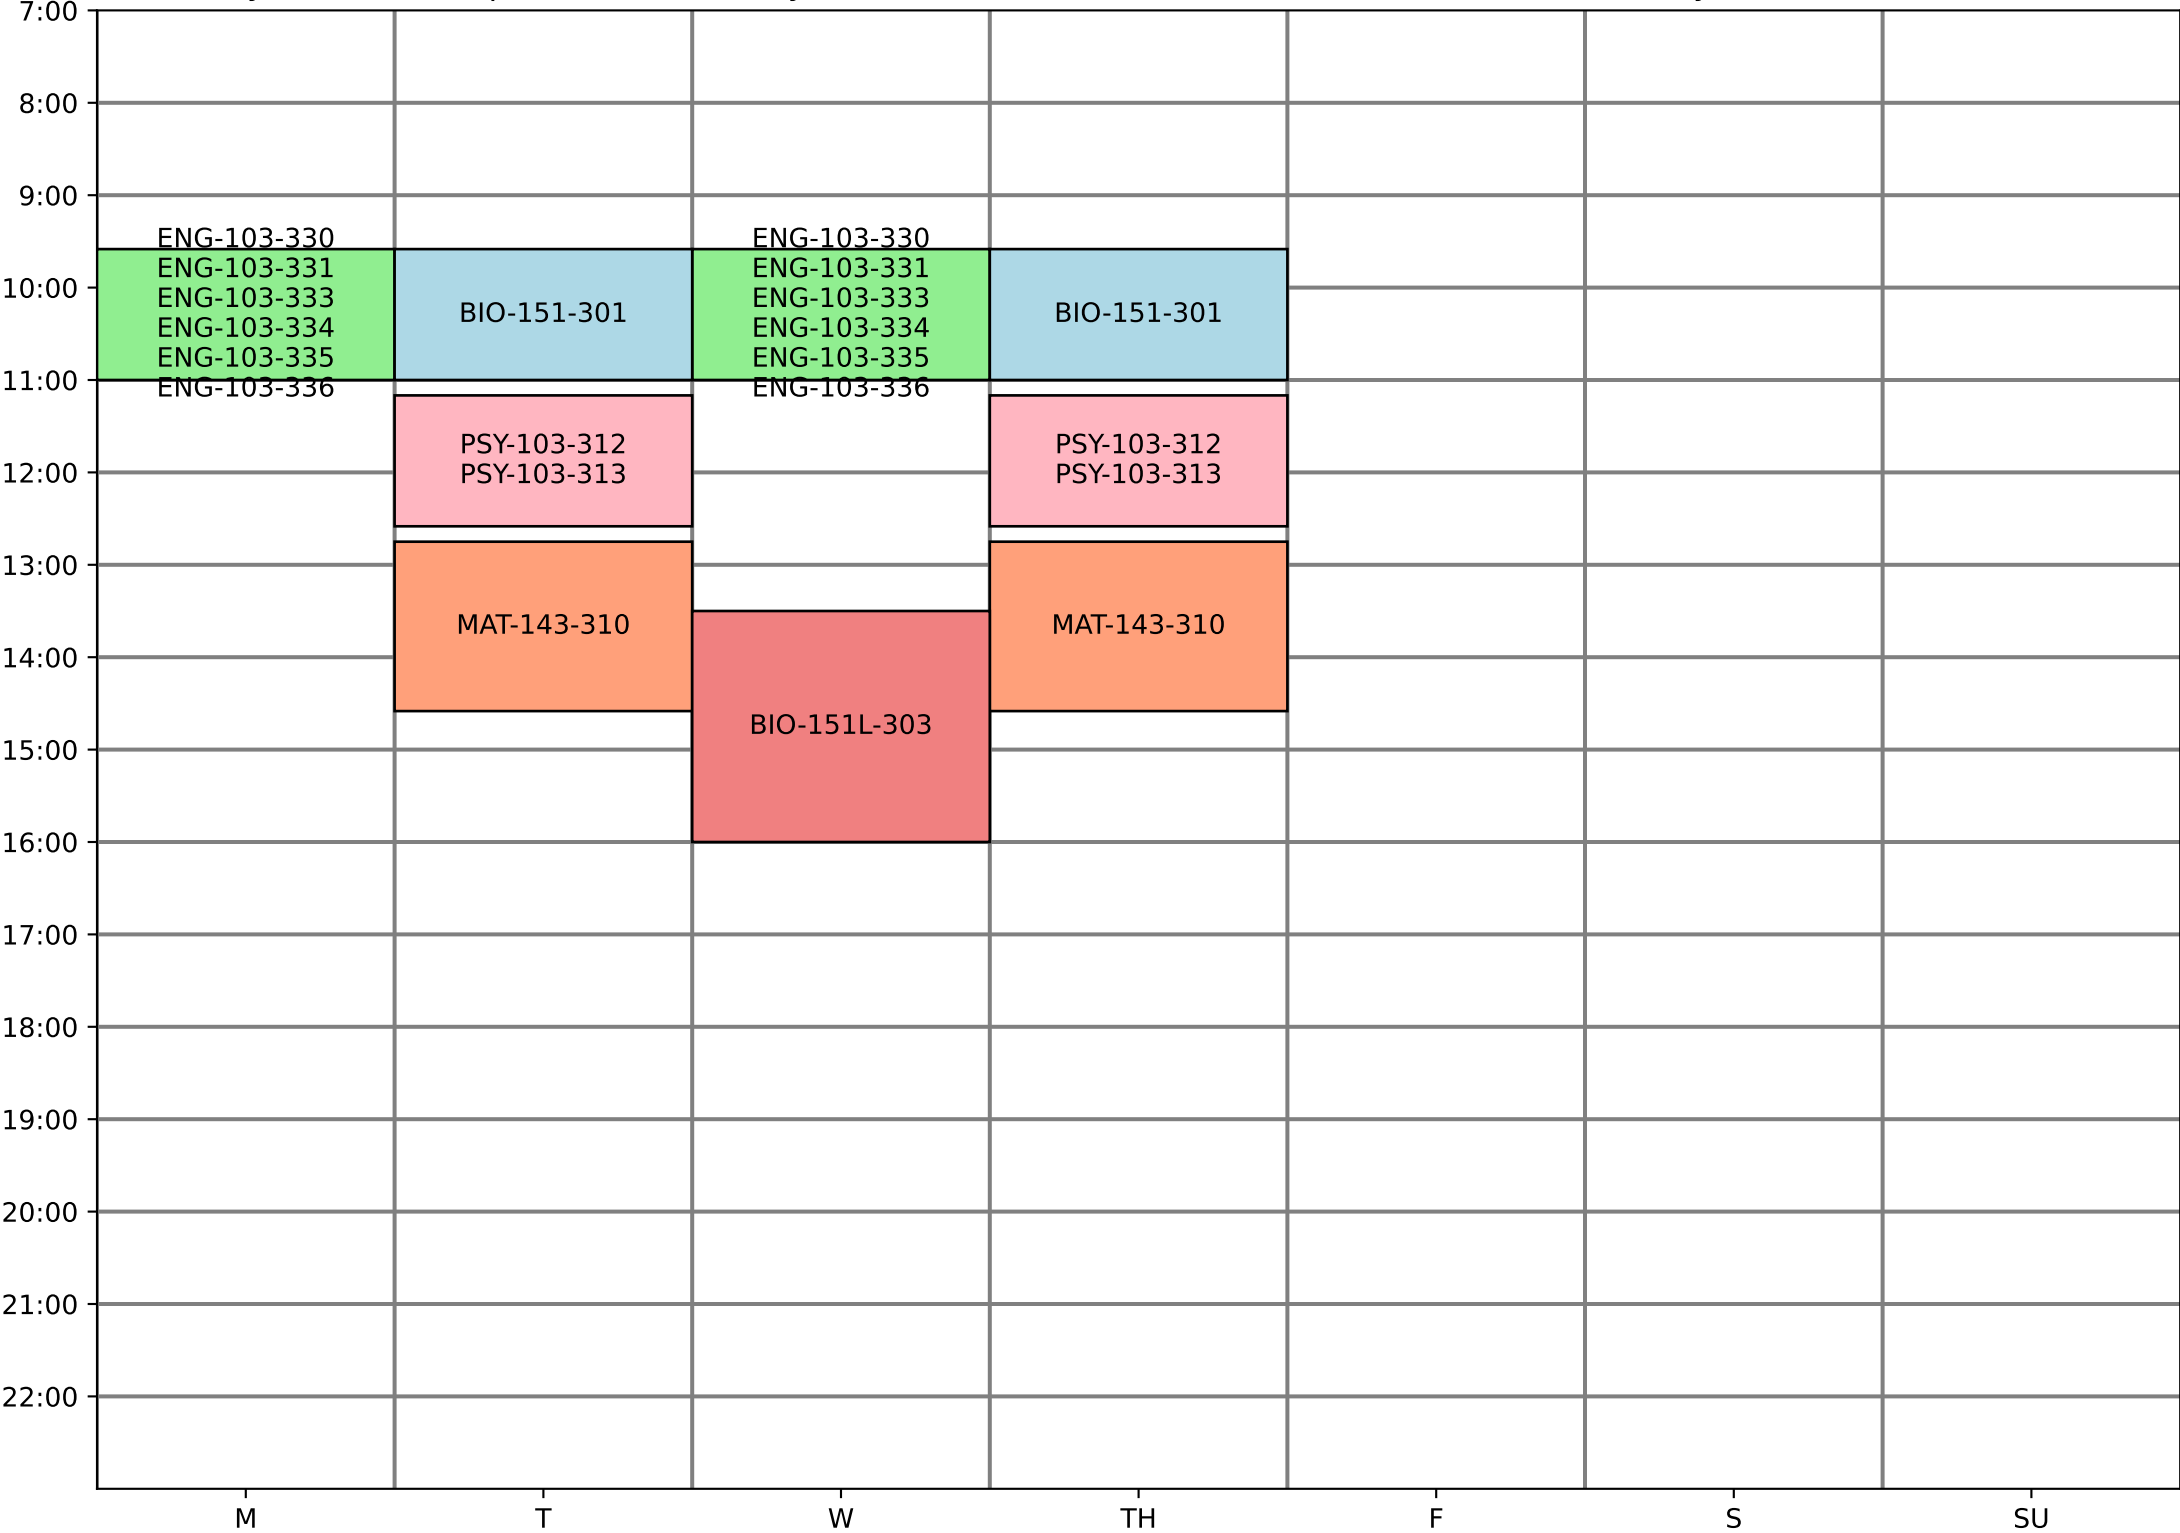 7:00
8:00
9:00
10:00
11:00
12:00
13:00
14:00
15:00
16:00
17:00
18:00
19:00
20:00
21:00
22:00
ENG-103-330
ENG-103-331
ENG-103-333
ENG-103-334
ENG-103-335
ENG-103-336
BIO-151-301
PSY-103-312
PSY-103-313
MAT-143-310
ENG-103-330
ENG-103-331
ENG-103-333
ENG-103-334
ENG-103-335
ENG-103-336
BIO-151L-303
BIO-151-301
PSY-103-312
PSY-103-313
MAT-143-310
M T W TH F S SU